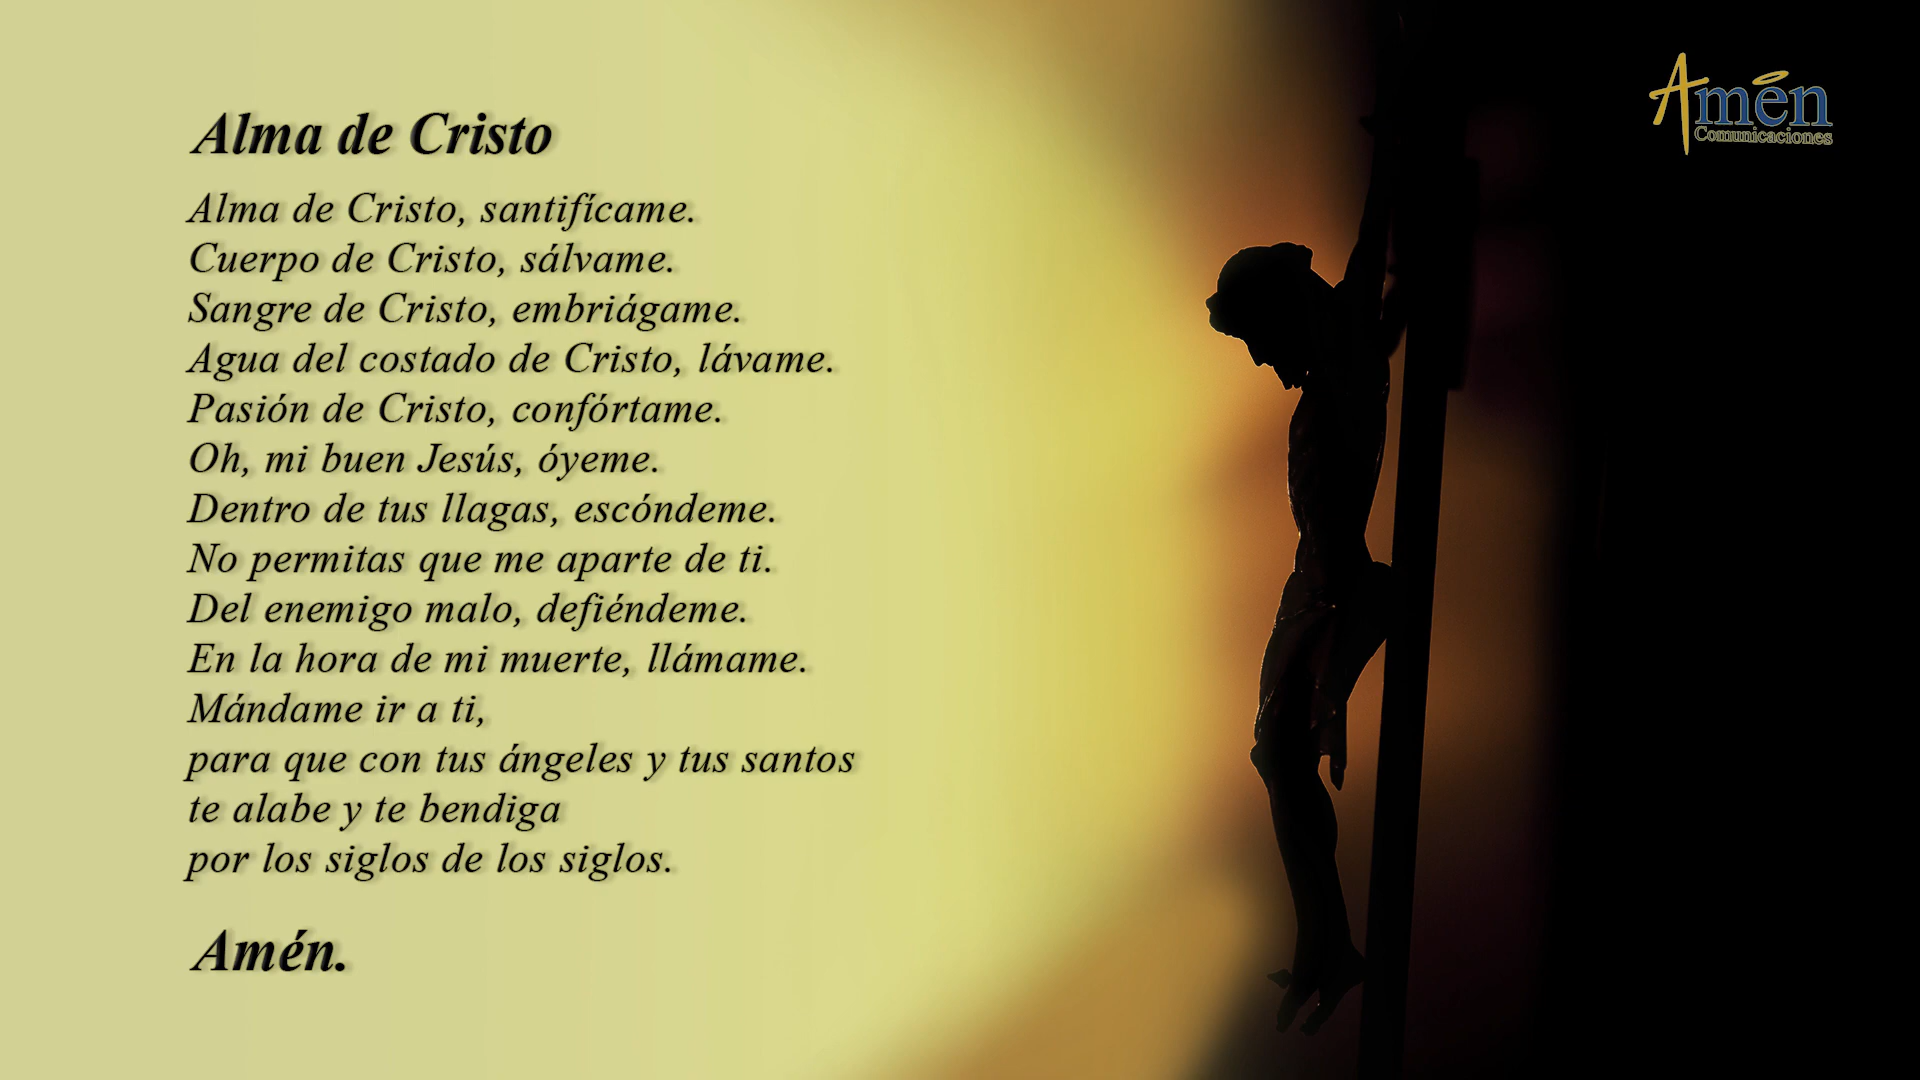 Alma de Cristo
Alma de Cristo, santifícame.
Cuerpo de Cristo, sálvame.
Sangre de Cristo, embriágame.
Agua del costado de Cristo, lávame.
Pasión de Cristo, confórtame.
Oh, mi buen Jesús, óyeme.
Dentro de tus llagas, escóndeme.
No permitas que me aparte de ti.
Del enemigo malo, defiéndeme.
En la hora de mi muerte, llámame.
Mándame ir a ti,
para que con tus ángeles y tus santos
te alabe y te bendiga
por los siglos de los siglos.
Amén.
Amén
Comunicaciones